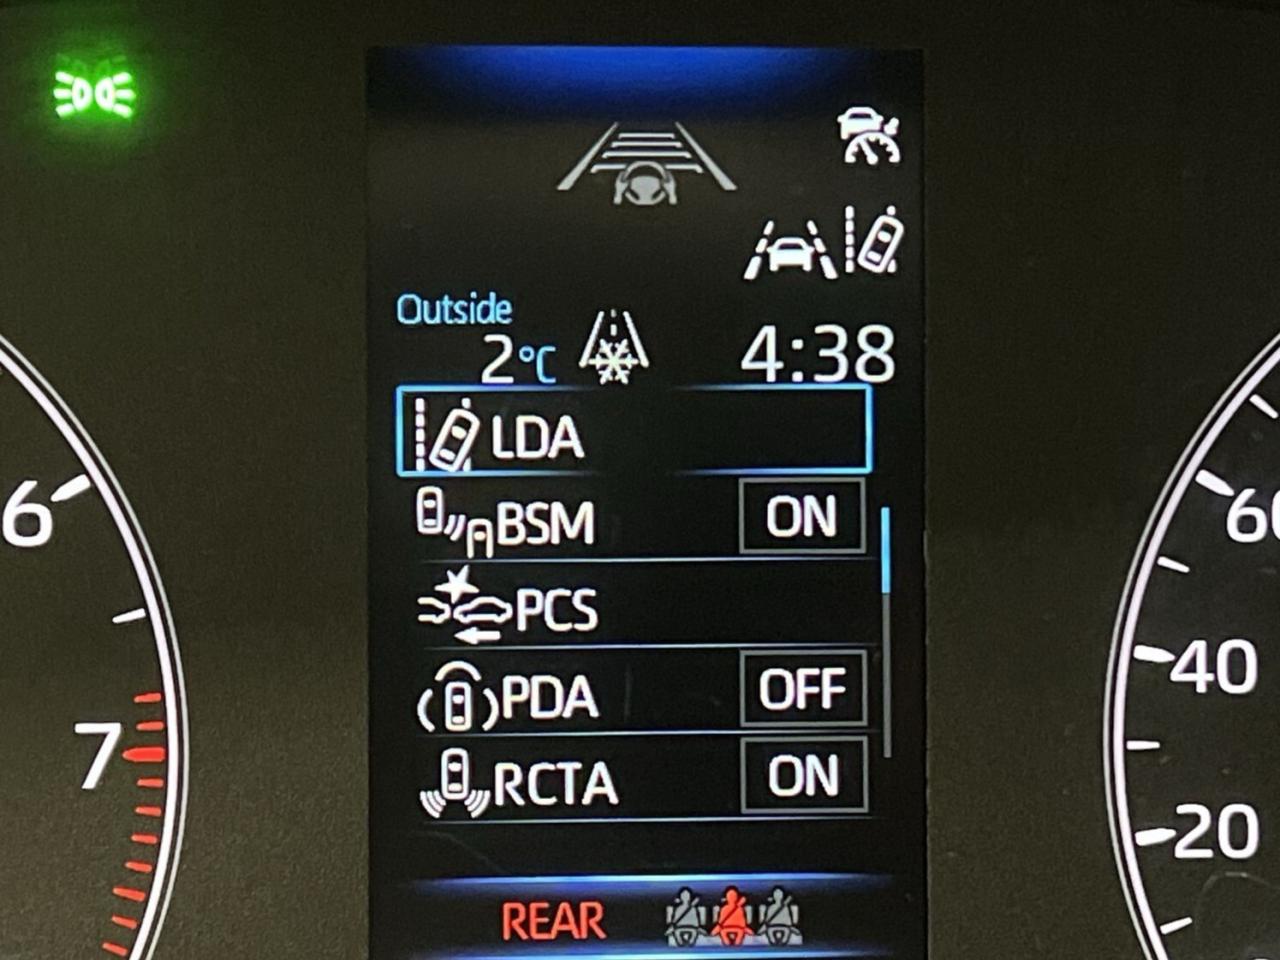 Outside
2°C 4:38
LDA
BSM ON
PCS
PDA OFF
RCTA ON
REAR
6
7
60
40
20